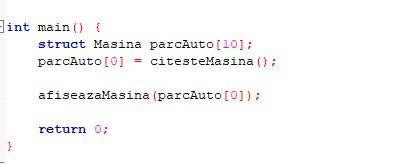 int main() {
struct Masina parcAuto[10];
parcAuto[0] = citesteMasina();
afiseazaMasina(parcAuto[0]);
return 0;
}